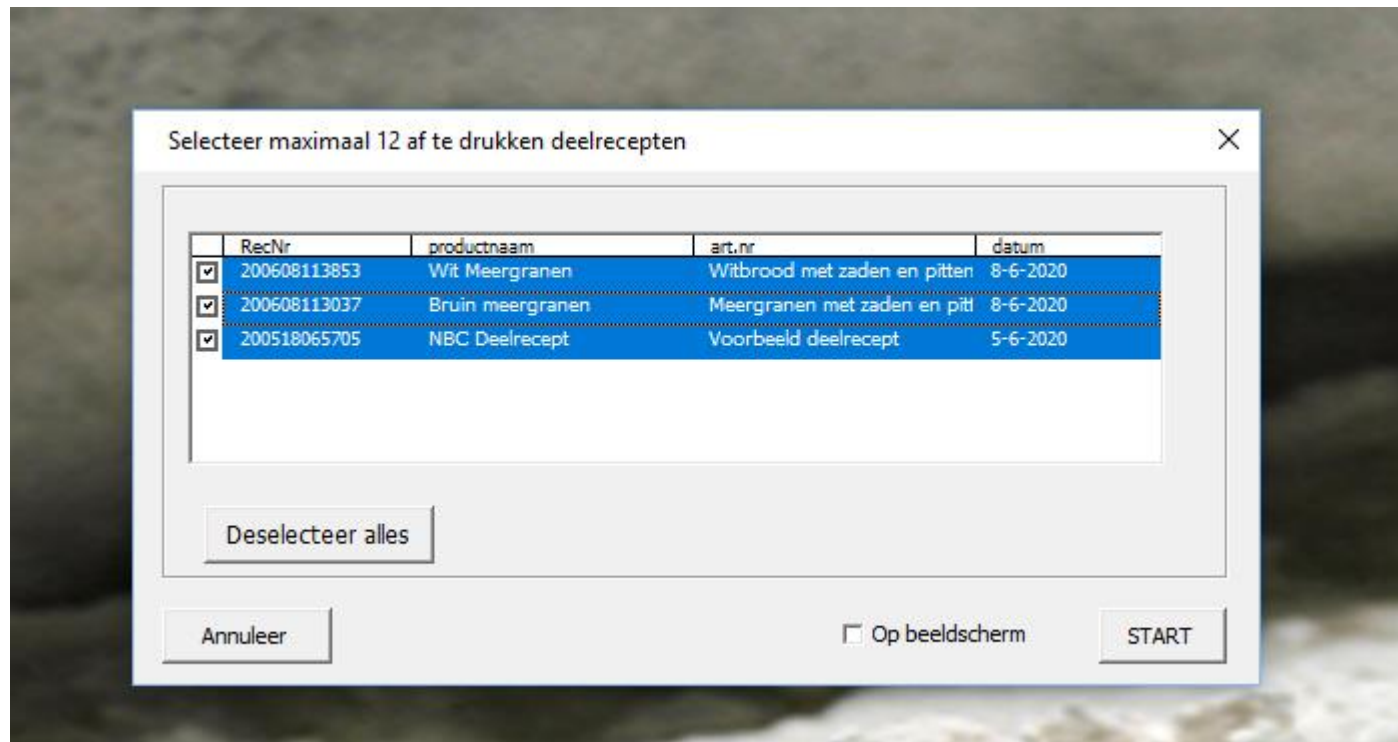 Selecteer maximaal 12 af te drukken deelrecepten
RecNr productnaam art.nr datum
200608113853 Wit Meergranen Witbrood met zaden en pitten 8-6-2020
200608113037 Bruin meergranen Meergranen met zaden en pitt 8-6-2020
200518065705 NBC Deelrecept Voorbeeld deelrecept 5-6-2020
Deselecteer alles
Annuleer Op beeldscherm START